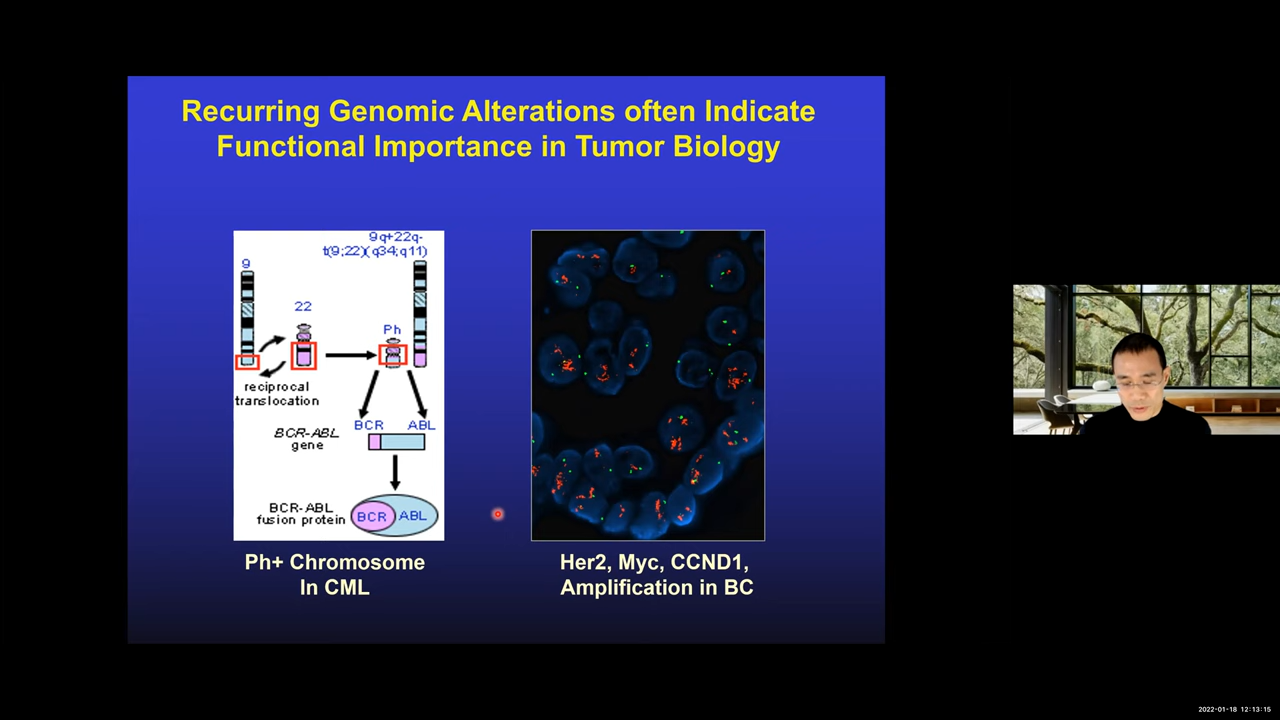 Recurring Genomic Alterations often Indicate
Functional Importance in Tumor Biology
9q+22q-
t(9;22)(q34;q11)
9
22
Ph
reciprocal
translocation
BCR ABL
BCR-ABL
gene
BCR-ABL
fusion protein
BCR ABL
Ph+ Chromosome
In CML
Her2, Myc, CCND1,
Amplification in BC
2022-01-18 12:13:15